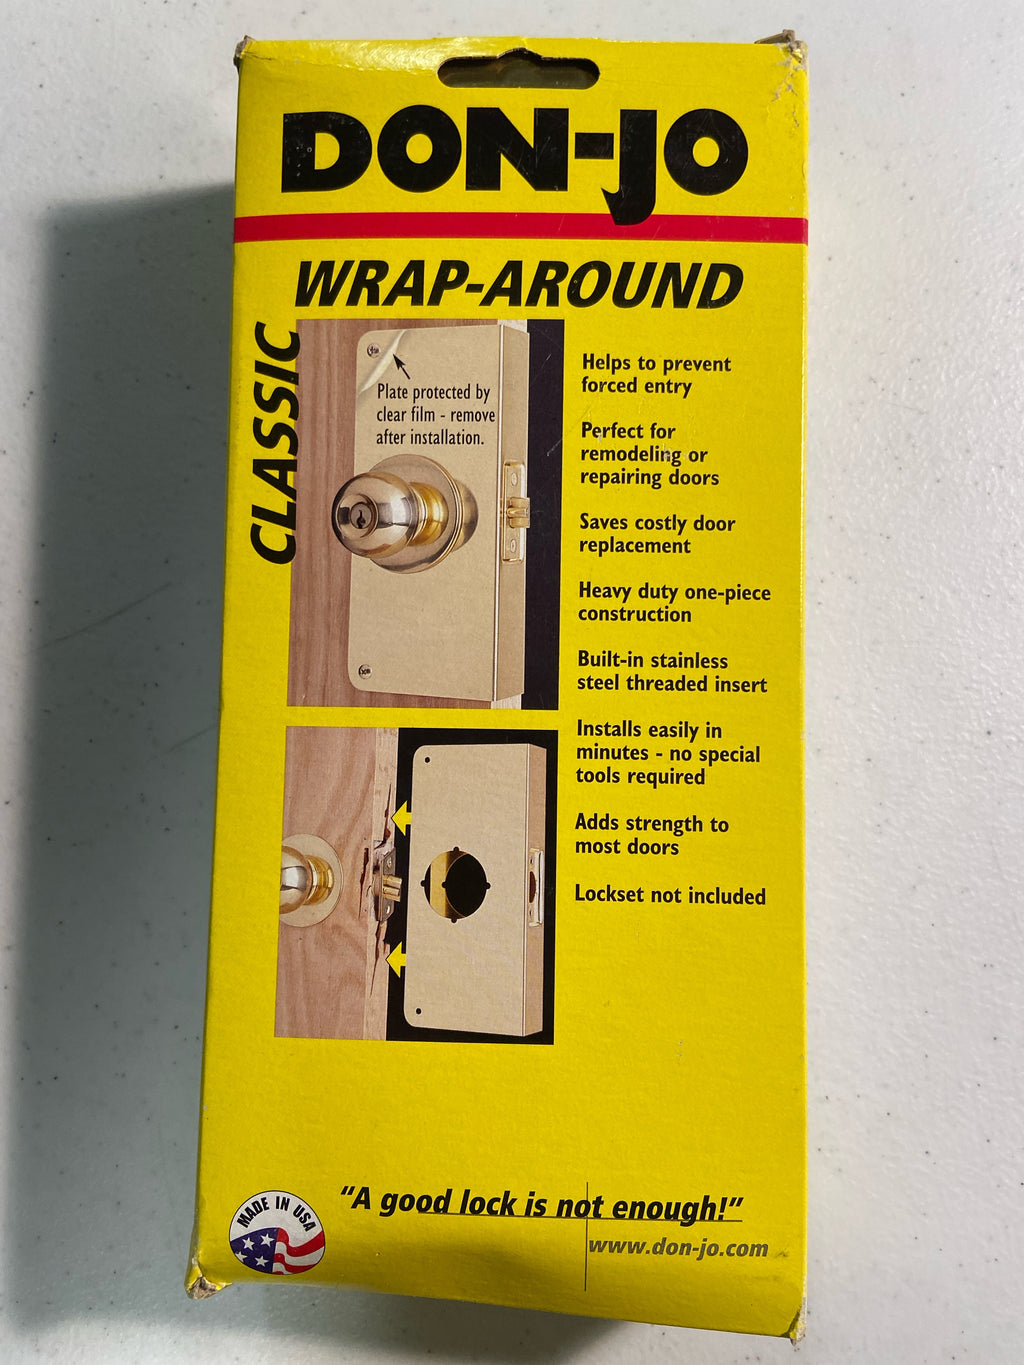 DON-JO
WRAP-AROUND
CLASSIC
Plate protected by
clear film - remove
after installation.
Helps to prevent
forced entry
Perfect for
remodeling or
repairing doors
Saves costly door
replacement
Heavy duty one-piece
construction
Built-in stainless
steel threaded insert
Installs easily in
minutes - no special
tools required
Adds strength to
most doors
Lockset not included
MADE IN USA
“A good lock is not enough!”
www.don-jo.com